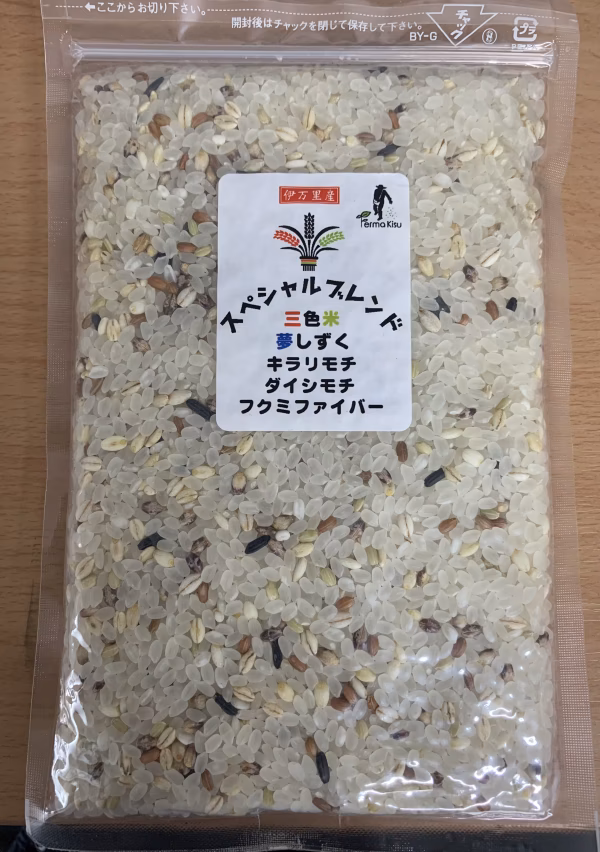 ←ここからお切り下さい。
開封後はチャックを閉じて保存して下さい。
BY-G
チャック
8
プラ
伊万里産
Perma Kisu
スペシャルブレンド
三色米
夢しずく
キラリモチ
ダイシモチ
フクミファイバー